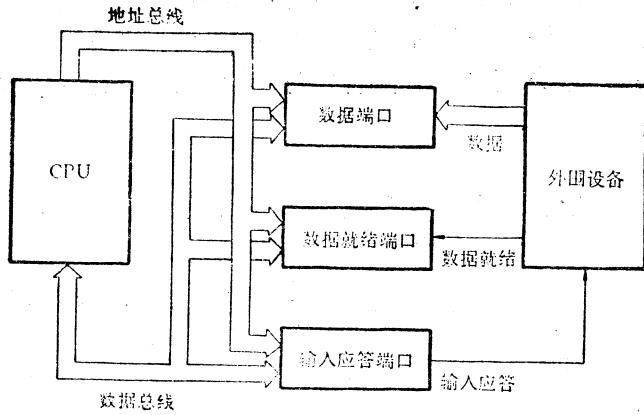 地址总线
数据端口
数据
CPU
外围设备
数据就绪端口
数据就绪
输入应答端口
输入应答
数据总线